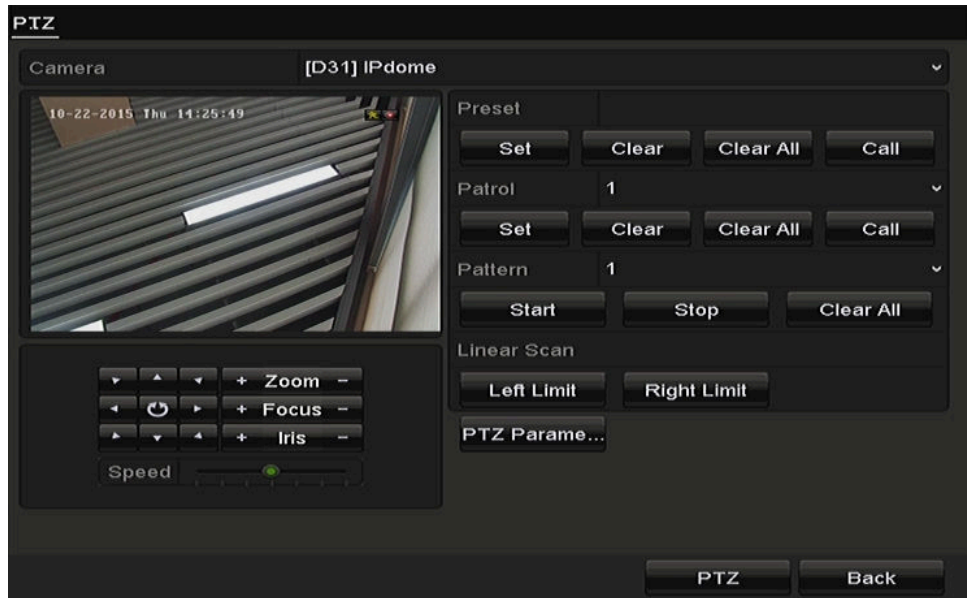 PTZ
Camera [D31] IPdome
10-22-2015 Thu 14:25:49
Preset
Set Clear Clear All Call
Patrol 1
Set Clear Clear All Call
Pattern 1
Start Stop Clear All
Linear Scan
Left Limit Right Limit
PTZ Parame...
+ Zoom -
+ Focus -
+ Iris -
Speed
PTZ Back